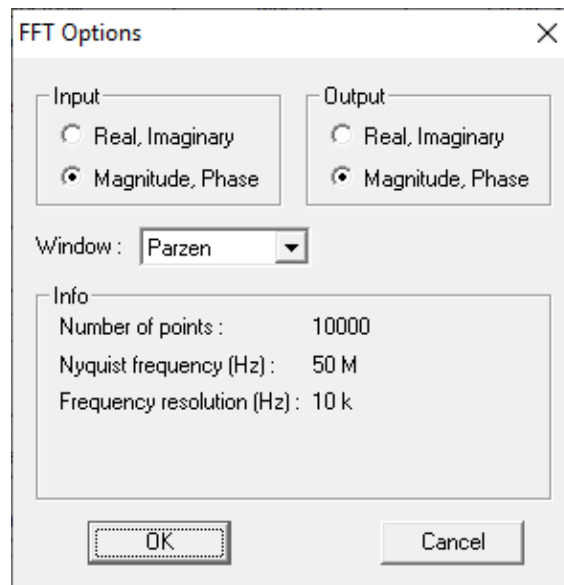 FFT Options
Input
Real, Imaginary
Magnitude, Phase
Output
Real, Imaginary
Magnitude, Phase
Window : Parzen
Info
Number of points : 10000
Nyquist frequency (Hz) : 50 M
Frequency resolution (Hz) : 10 k
OK
Cancel